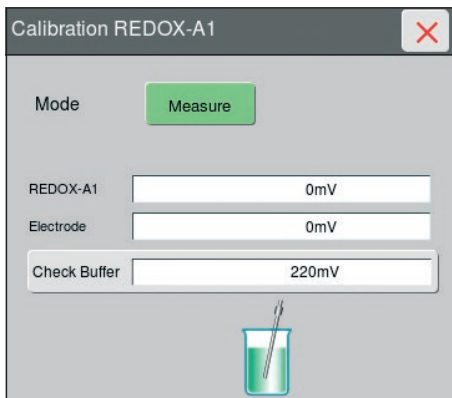 Calibration REDOX-A1
Mode Measure
REDOX-A1 0mV
Electrode 0mV
Check Buffer 220mV